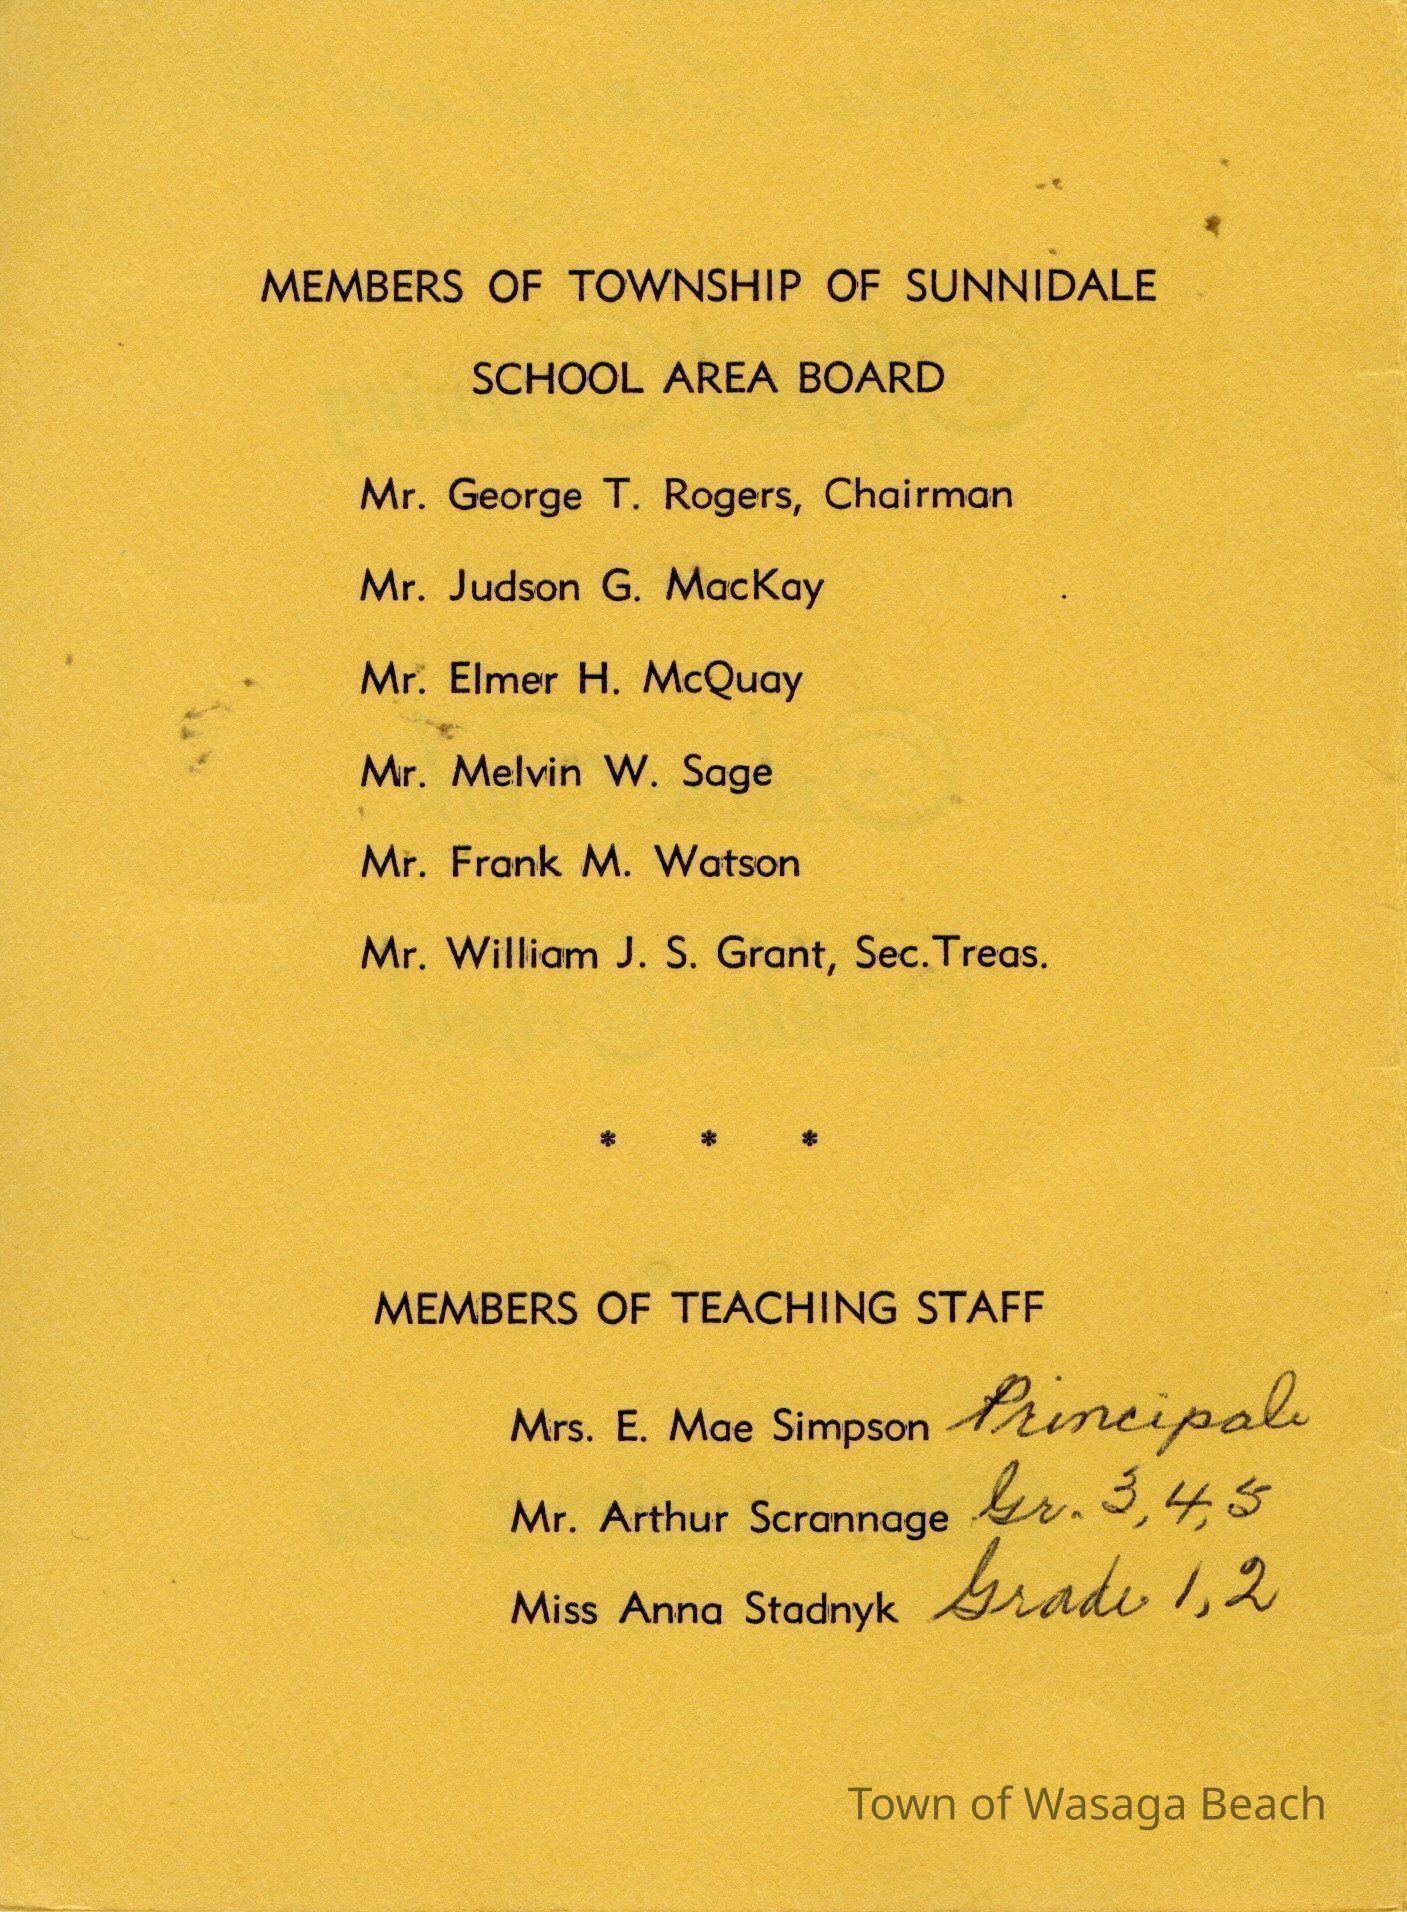 MEMBERS OF TOWNSHIP OF SUNNIDALE
SCHOOL AREA BOARD
Mr. George T. Rogers, Chairman
Mr. Judson G. MacKay
Mr. Elmer H. McQuay
Mr. Melvin W. Sage
Mr. Frank M. Watson
Mr. William J. S. Grant, Sec.Treas.
* * *
MEMBERS OF TEACHING STAFF
Mrs. E. Mae Simpson Principal
Mr. Arthur Scrannage Gr. 3, 4, 5
Miss Anna Stadnyk Grade 1, 2
Town of Wasaga Beach